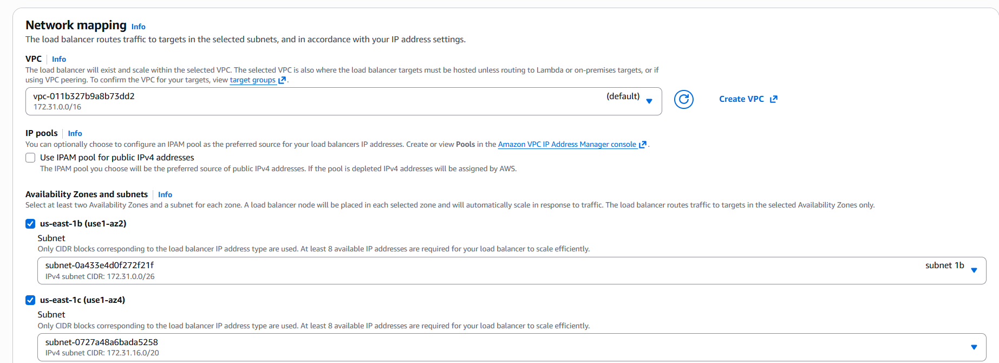 Network mapping Info
The load balancer routes traffic to targets in the selected subnets, and in accordance with your IP address settings.
VPC Info
The load balancer will exist and scale within the selected VPC. The selected VPC is also where the load balancer targets must be hosted unless routing to Lambda or on-premises targets, or if
using VPC peering. To confirm the VPC for your targets, view target groups .
vpc-011b327b9a8b73dd2 (default)
172.31.0.0/16
Create VPC
IP pools Info
You can optionally choose to configure an IPAM pool as the preferred source for your load balancers IP addresses. Create or view Pools in the Amazon VPC IP Address Manager console .
Use IPAM pool for public IPv4 addresses
The IPAM pool you choose will be the preferred source of public IPv4 addresses. If the pool is depleted IPv4 addresses will be assigned by AWS.
Availability Zones and subnets Info
Select at least two Availability Zones and a subnet for each zone. A load balancer node will be placed in each selected zone and will automatically scale in response to traffic. The load balancer routes traffic to targets in the selected Availability Zones only.
us-east-1b (use1-az2)
Subnet
Only CIDR blocks corresponding to the load balancer IP address type are used. At least 8 available IP addresses are required for your load balancer to scale efficiently.
subnet-0a433e4d0f272f21f subnet 1b
IPv4 subnet CIDR: 172.31.0.0/26
us-east-1c (use1-az4)
Subnet
Only CIDR blocks corresponding to the load balancer IP address type are used. At least 8 available IP addresses are required for your load balancer to scale efficiently.
subnet-0727a48a6bada5258
IPv4 subnet CIDR: 172.31.16.0/20